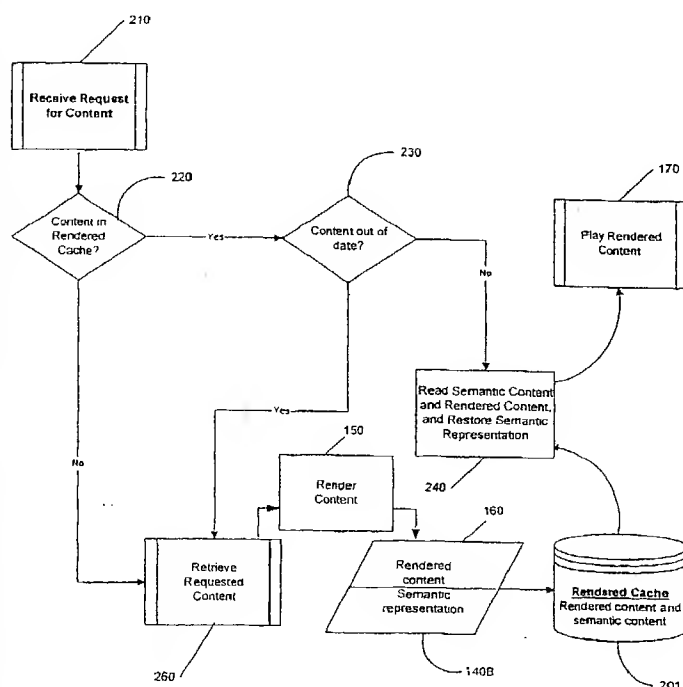 210
Receive Request
for Content
220
Content in
Rendered
Cache?
Yes
230
Content out of
date?
170
Play Rendered
Content
No
Read Semantic Content
and Rendered Content,
and Restore Semantic
Representation
240
Yes
No
150
Render
Content
160
Rendered
content
Semantic
representation
140B
Retrieve
Requested
Content
260
Rendered Cache
Rendered content and
semantic content
201